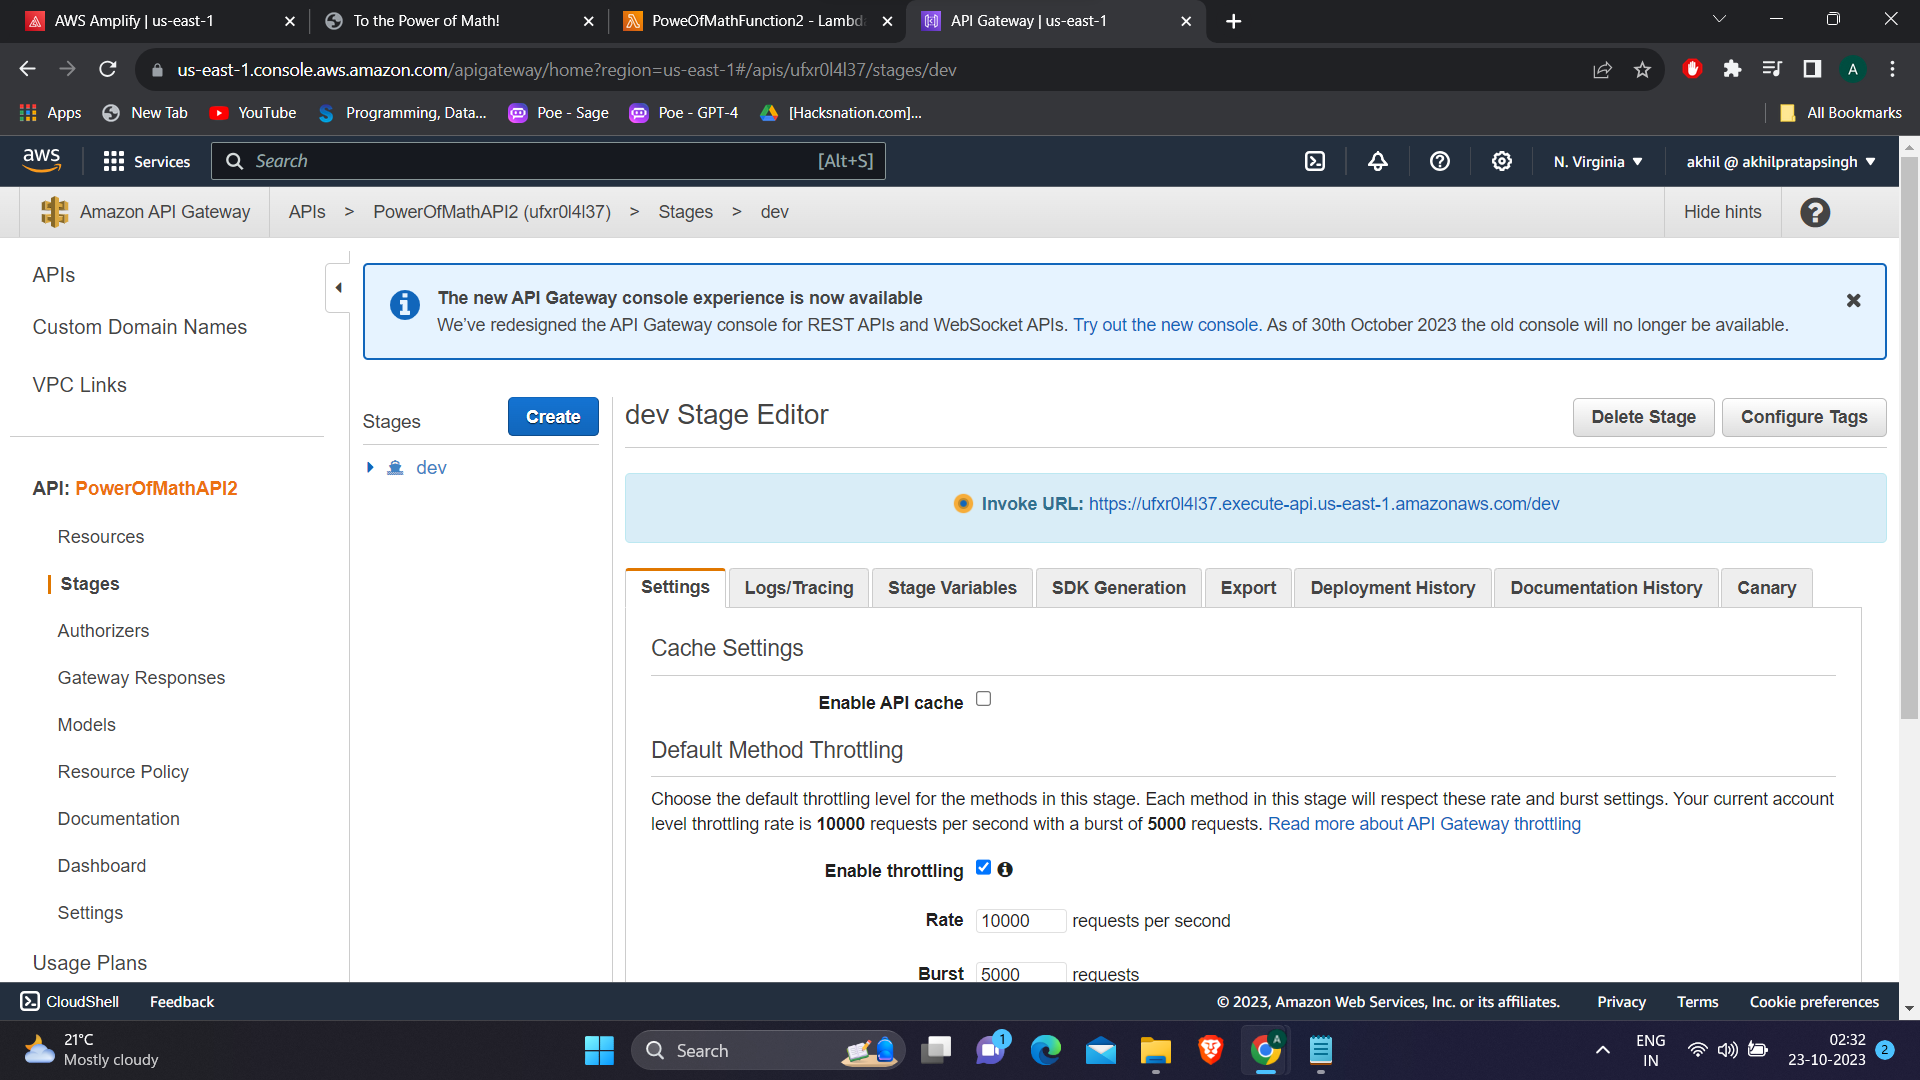 AWS Amplify | us-east-1
To the Power of Math!
PoweOfMathFunction2 - Lambd
API Gateway | us-east-1
us-east-1.console.aws.amazon.com/apigateway/home?region=us-east-1#/apis/ufxr0l4l37/stages/dev
A
Apps
New Tab
YouTube
Programming, Data...
Poe - Sage
Poe - GPT-4
[Hacksnation.com]...
All Bookmarks
aws
Services
Search
[Alt+S]
N. Virginia
akhil @ akhilpratapsingh
Amazon API Gateway
APIs > PowerOfMathAPI2 (ufxr0l4l37) > Stages > dev
Hide hints
APIs
Custom Domain Names
VPC Links
API: PowerOfMathAPI2
Resources
Stages
Authorizers
Gateway Responses
Models
Resource Policy
Documentation
Dashboard
Settings
Usage Plans
The new API Gateway console experience is now available
We've redesigned the API Gateway console for REST APIs and WebSocket APIs. Try out the new console. As of 30th October 2023 the old console will no longer be available.
Stages
Create
dev
dev Stage Editor
Delete Stage
Configure Tags
Invoke URL: https://ufxr0l4l37.execute-api.us-east-1.amazonaws.com/dev
Settings
Logs/Tracing
Stage Variables
SDK Generation
Export
Deployment History
Documentation History
Canary
Cache Settings
Enable API cache
Default Method Throttling
Choose the default throttling level for the methods in this stage. Each method in this stage will respect these rate and burst settings. Your current account
level throttling rate is 10000 requests per second with a burst of 5000 requests. Read more about API Gateway throttling
Enable throttling
Rate 10000 requests per second
Burst 5000 requests
CloudShell
Feedback
© 2023, Amazon Web Services, Inc. or its affiliates.
Privacy
Terms
Cookie preferences
21°C
Mostly cloudy
Search
1
A
ENG
IN
02:32
23-10-2023
2